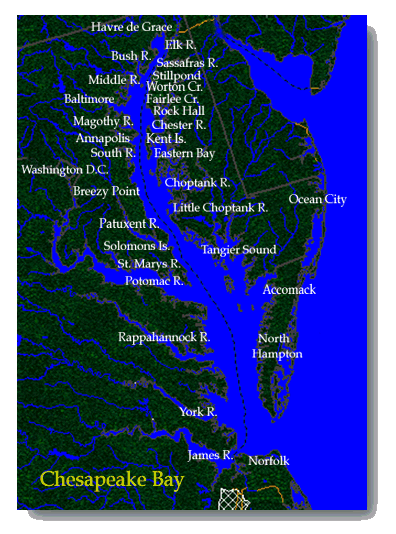 Havre de Grace
Elk R.
Bush R.
Sassafras R.
Stillpond
Middle R.
Worton Cr.
Baltimore
Fairlee Cr.
Rock Hall
Magothy R.
Chester R.
Annapolis
Kent Is.
South R.
Eastern Bay
Washington D.C.
Choptank R.
Breezy Point
Ocean City
Little Choptank R.
Patuxent R.
Solomons Is.
Tangier Sound
St. Marys R.
Potomac R.
Accomack
Rappahannock R.
North
Hampton
York R.
James R.
Norfolk
Chesapeake Bay